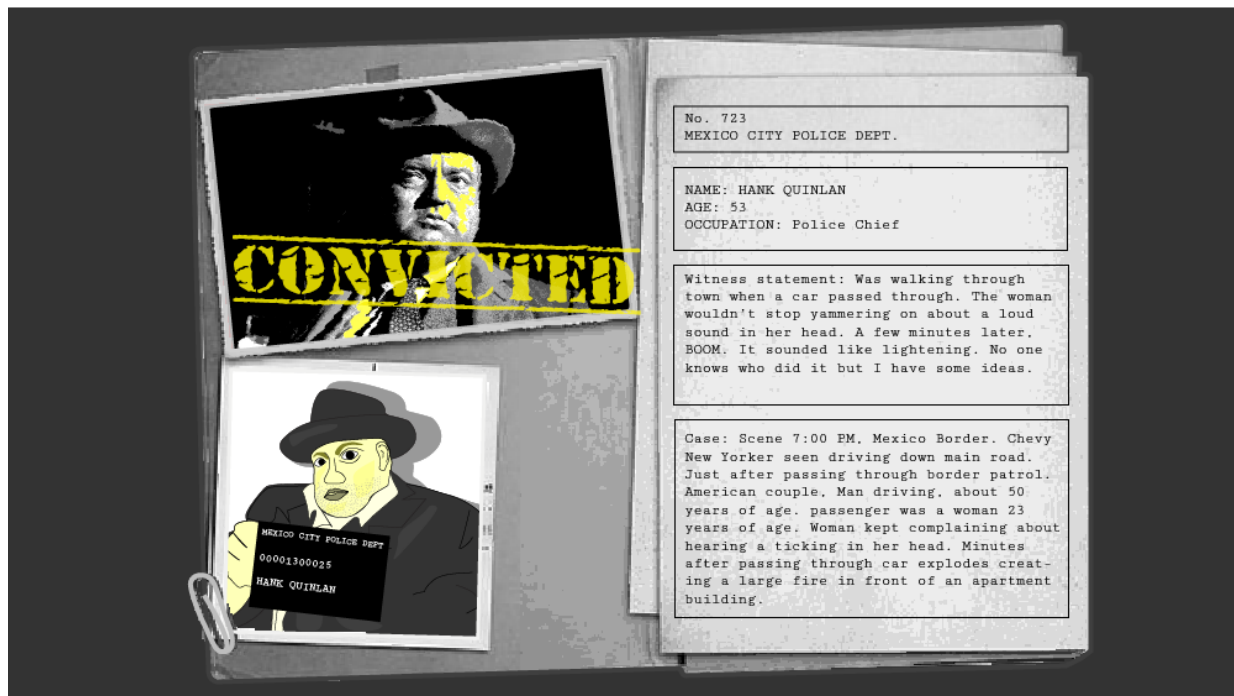 CONVICTED
MEXICO CITY POLICE DEPT
00001300025
HANK QUINLAN
No. 723
MEXICO CITY POLICE DEPT.
NAME: HANK QUINLAN
AGE: 53
OCCUPATION: Police Chief
Witness statement: Was walking through
town when a car passed through. The woman
wouldn't stop yammering on about a loud
sound in her head. A few minutes later,
BOOM. It sounded like lightening. No one
knows who did it but I have some ideas.
Case: Scene 7:00 PM, Mexico Border. Chevy
New Yorker seen driving down main road.
Just after passing through border patrol.
American couple, Man driving, about 50
years of age. passenger was a woman 23
years of age. Woman kept complaining about
hearing a ticking in her head. Minutes
after passing through car explodes creat-
ing a large fire in front of an apartment
building.